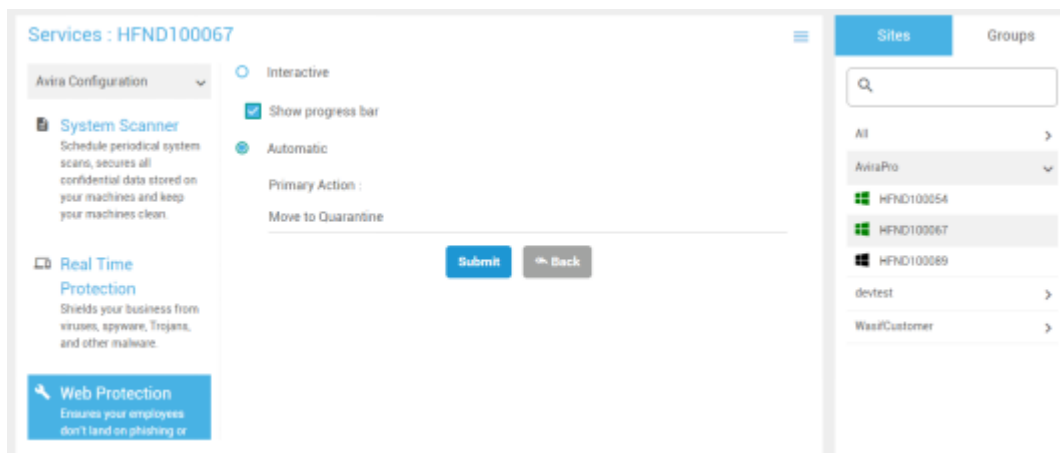 Services : HFND100067
Avira Configuration
System Scanner
Schedule periodical system
scans, secures all
confidential data stored on
your machines and keep
your machines clean.
Real Time
Protection
Shields your business from
viruses, spyware, Trojans,
and other malware.
Web Protection
Ensures your employees
don't land on phishing or
Interactive
Show progress bar
Automatic
Primary Action :
Move to Quarantine
Submit
Back
Sites
Groups
All
AviraPro
HFND100054
HFND100067
HFND100089
devtest
WasifCustomer